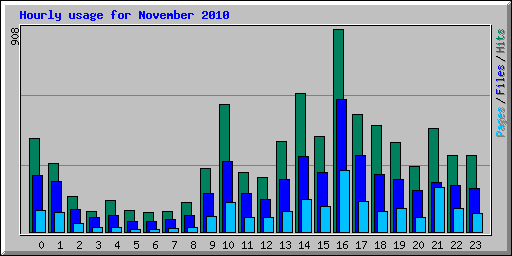 Hourly usage for November 2010
908
Pages / Files / Hits
0 1 2 3 4 5 6 7 8 9 10 11 12 13 14 15 16 17 18 19 20 21 22 23